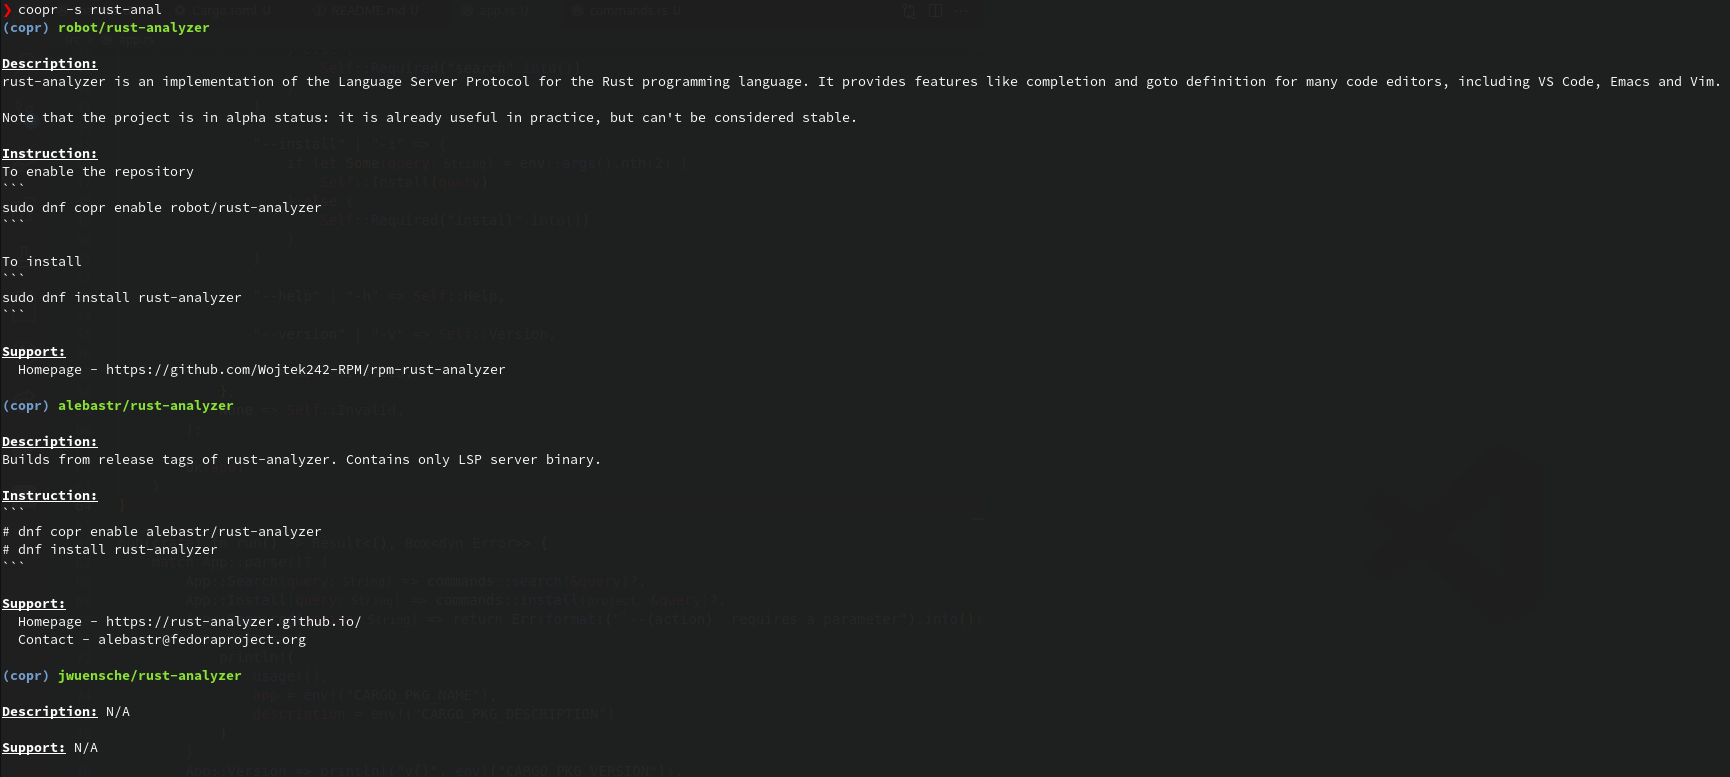 ❯ coopr -s rust-anal
(copr) robot/rust-analyzer
Description:
rust-analyzer is an implementation of the Language Server Protocol for the Rust programming language. It provides features like completion and goto definition for many code editors, including VS Code, Emacs and Vim.
Note that the project is in alpha status: it is already useful in practice, but can't be considered stable.
Instruction:
To enable the repository
```
sudo dnf copr enable robot/rust-analyzer
```
To install
```
sudo dnf install rust-analyzer
```
Support:
Homepage - https://github.com/Wojtek242-RPM/rpm-rust-analyzer
(copr) alebastr/rust-analyzer
Description:
Builds from release tags of rust-analyzer. Contains only LSP server binary.
Instruction:
```
# dnf copr enable alebastr/rust-analyzer
# dnf install rust-analyzer
```
Support:
Homepage - https://rust-analyzer.github.io/
Contact - alebastr@fedoraproject.org
(copr) jwuensche/rust-analyzer
Description: N/A
Support: N/A